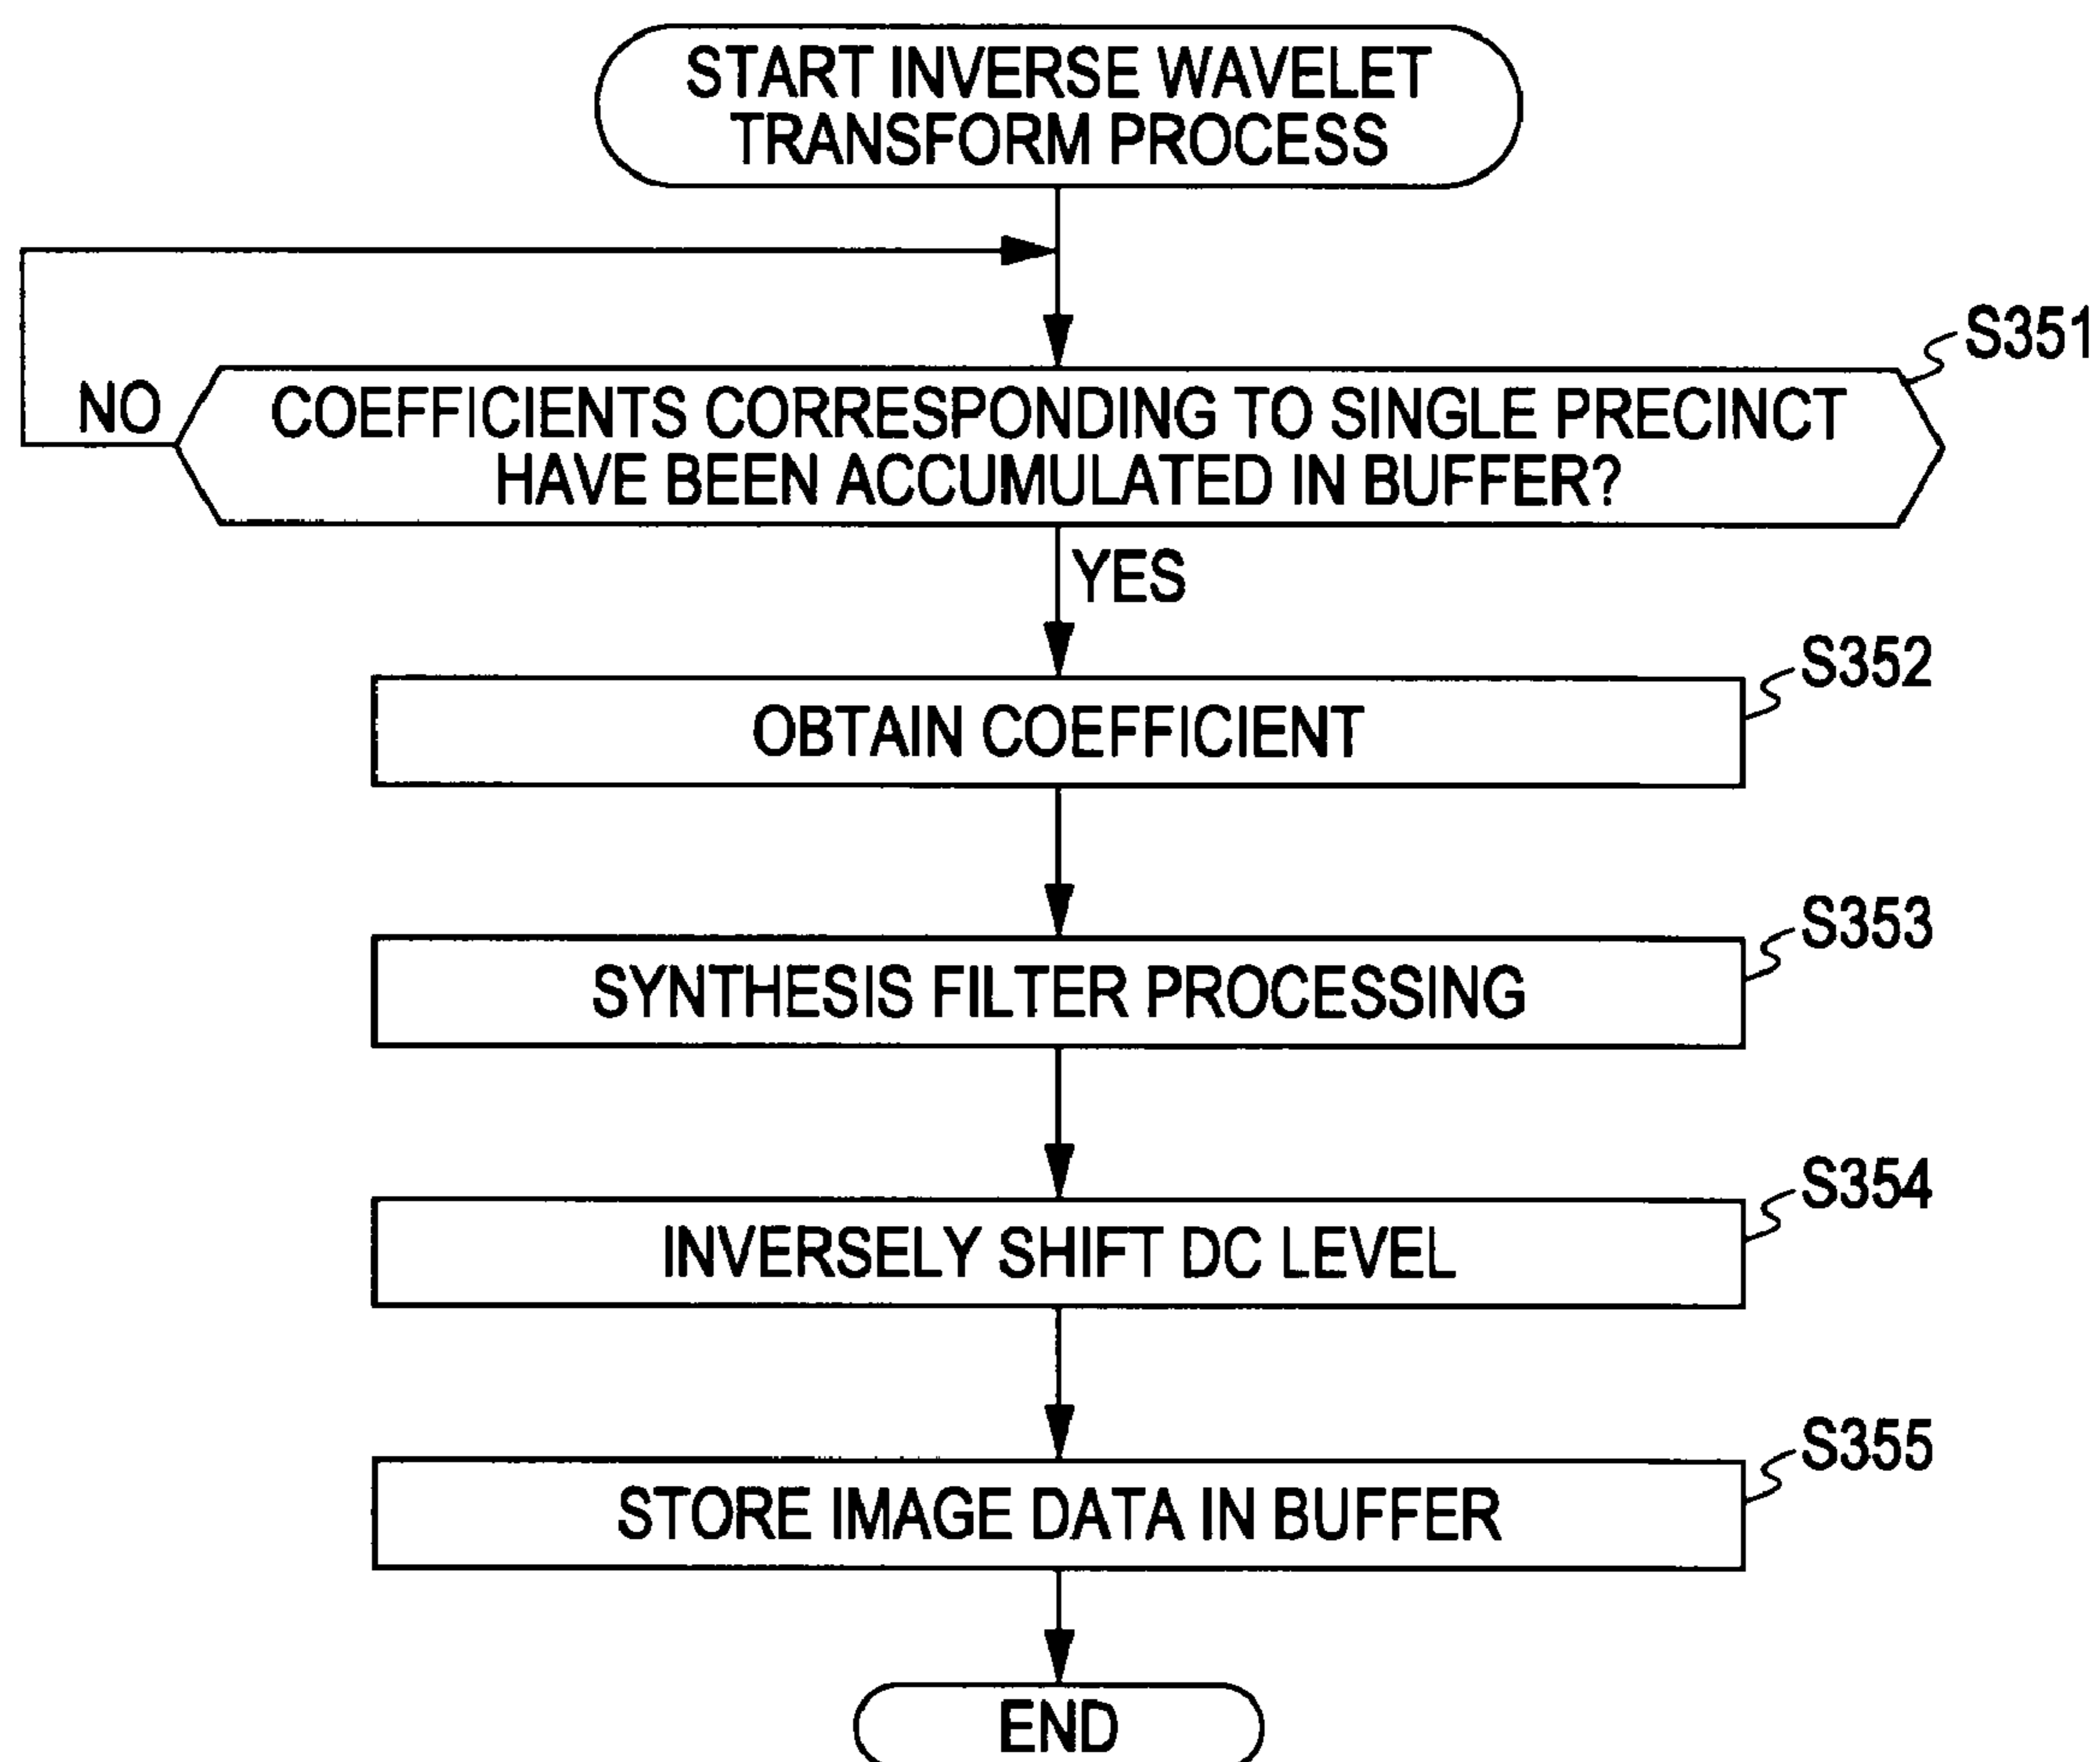 START INVERSE WAVELET
TRANSFORM PROCESS
S351
NO
COEFFICIENTS CORRESPONDING TO SINGLE PRECINCT
HAVE BEEN ACCUMULATED IN BUFFER?
YES
S352
OBTAIN COEFFICIENT
S353
SYNTHESIS FILTER PROCESSING
S354
INVERSELY SHIFT DC LEVEL
S355
STORE IMAGE DATA IN BUFFER
END